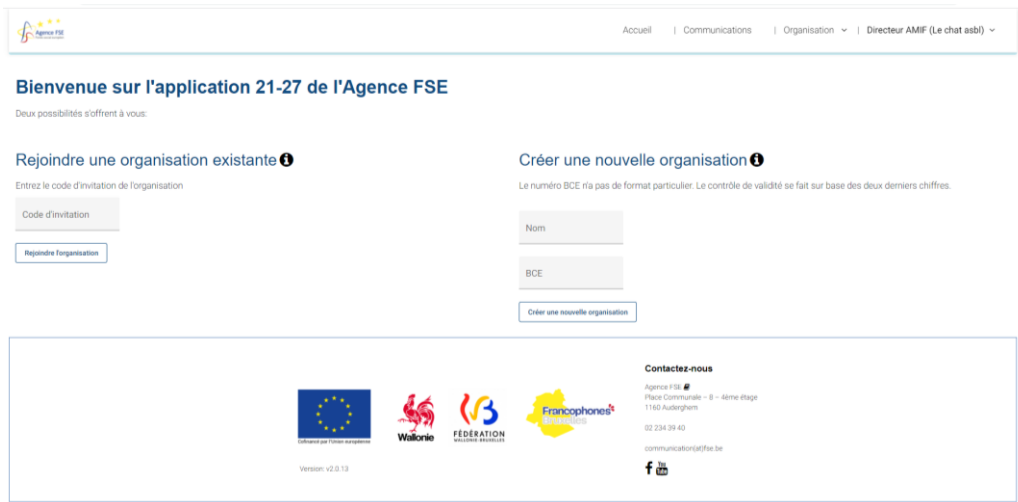 Agence FSE
Accueil | Communications | Organisation | Directeur AMIF (Le chat asbl)
Bienvenue sur l'application 21-27 de l'Agence FSE
Deux possibilités s'offrent à vous:
Rejoindre une organisation existante
Entrez le code d'invitation de l'organisation
Code d'invitation
Rejoindre l'organisation
Créer une nouvelle organisation
Le numéro BCE n'a pas de format particulier. Le contrôle de validité se fait sur base des deux derniers chiffres.
Nom
BCE
Créer une nouvelle organisation
Cofinancé par l'Union européenne
Wallonie
FÉDÉRATION
WALLONIE-BRUXELLES
Francophones
Bruxelles
Version: v2.0.13
Contactez-nous
Agence FSE
Place Communale – 8 – 4ème étage
1160 Auderghem
02 234 39 40
communication(at)fse.be
You
Tube